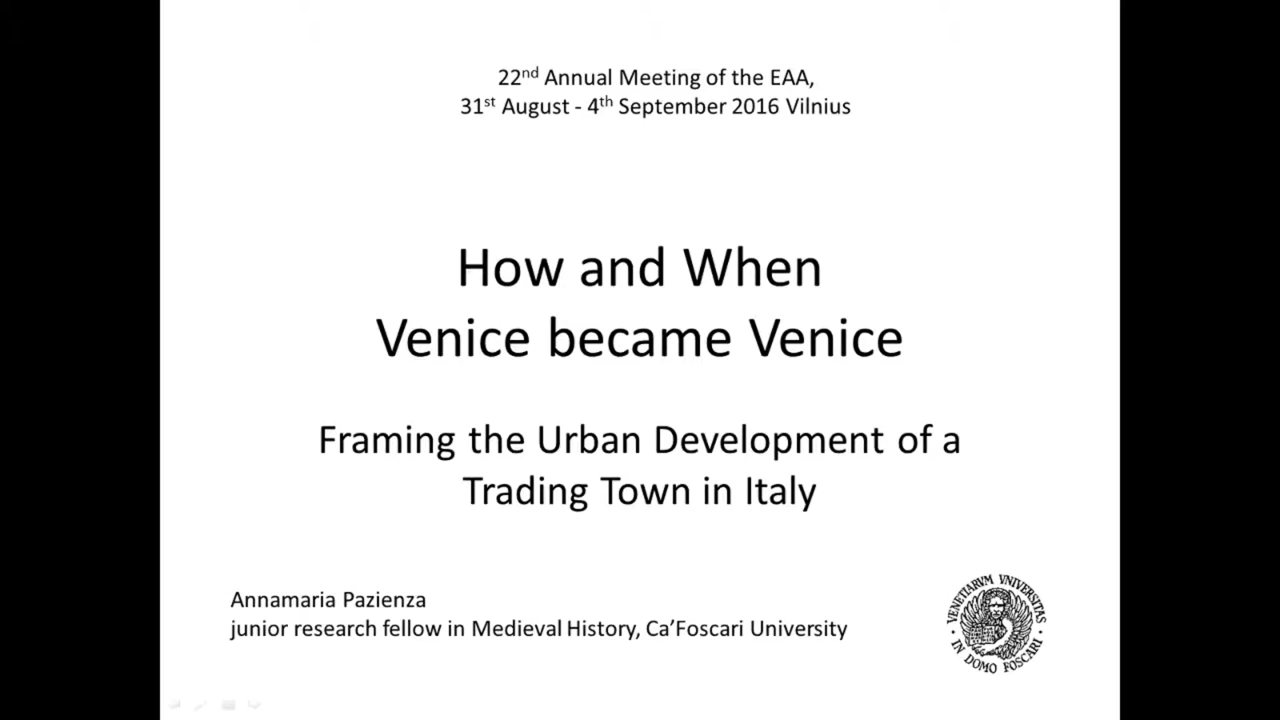 22nd Annual Meeting of the EAA,
31st August - 4th September 2016 Vilnius
How and When
Venice became Venice
Framing the Urban Development of a
Trading Town in Italy
Annamaria Pazienza
junior research fellow in Medieval History, Ca’Foscari University
VENETIARVM VNIVERSITAS
• IN DOMO FOSCARI •